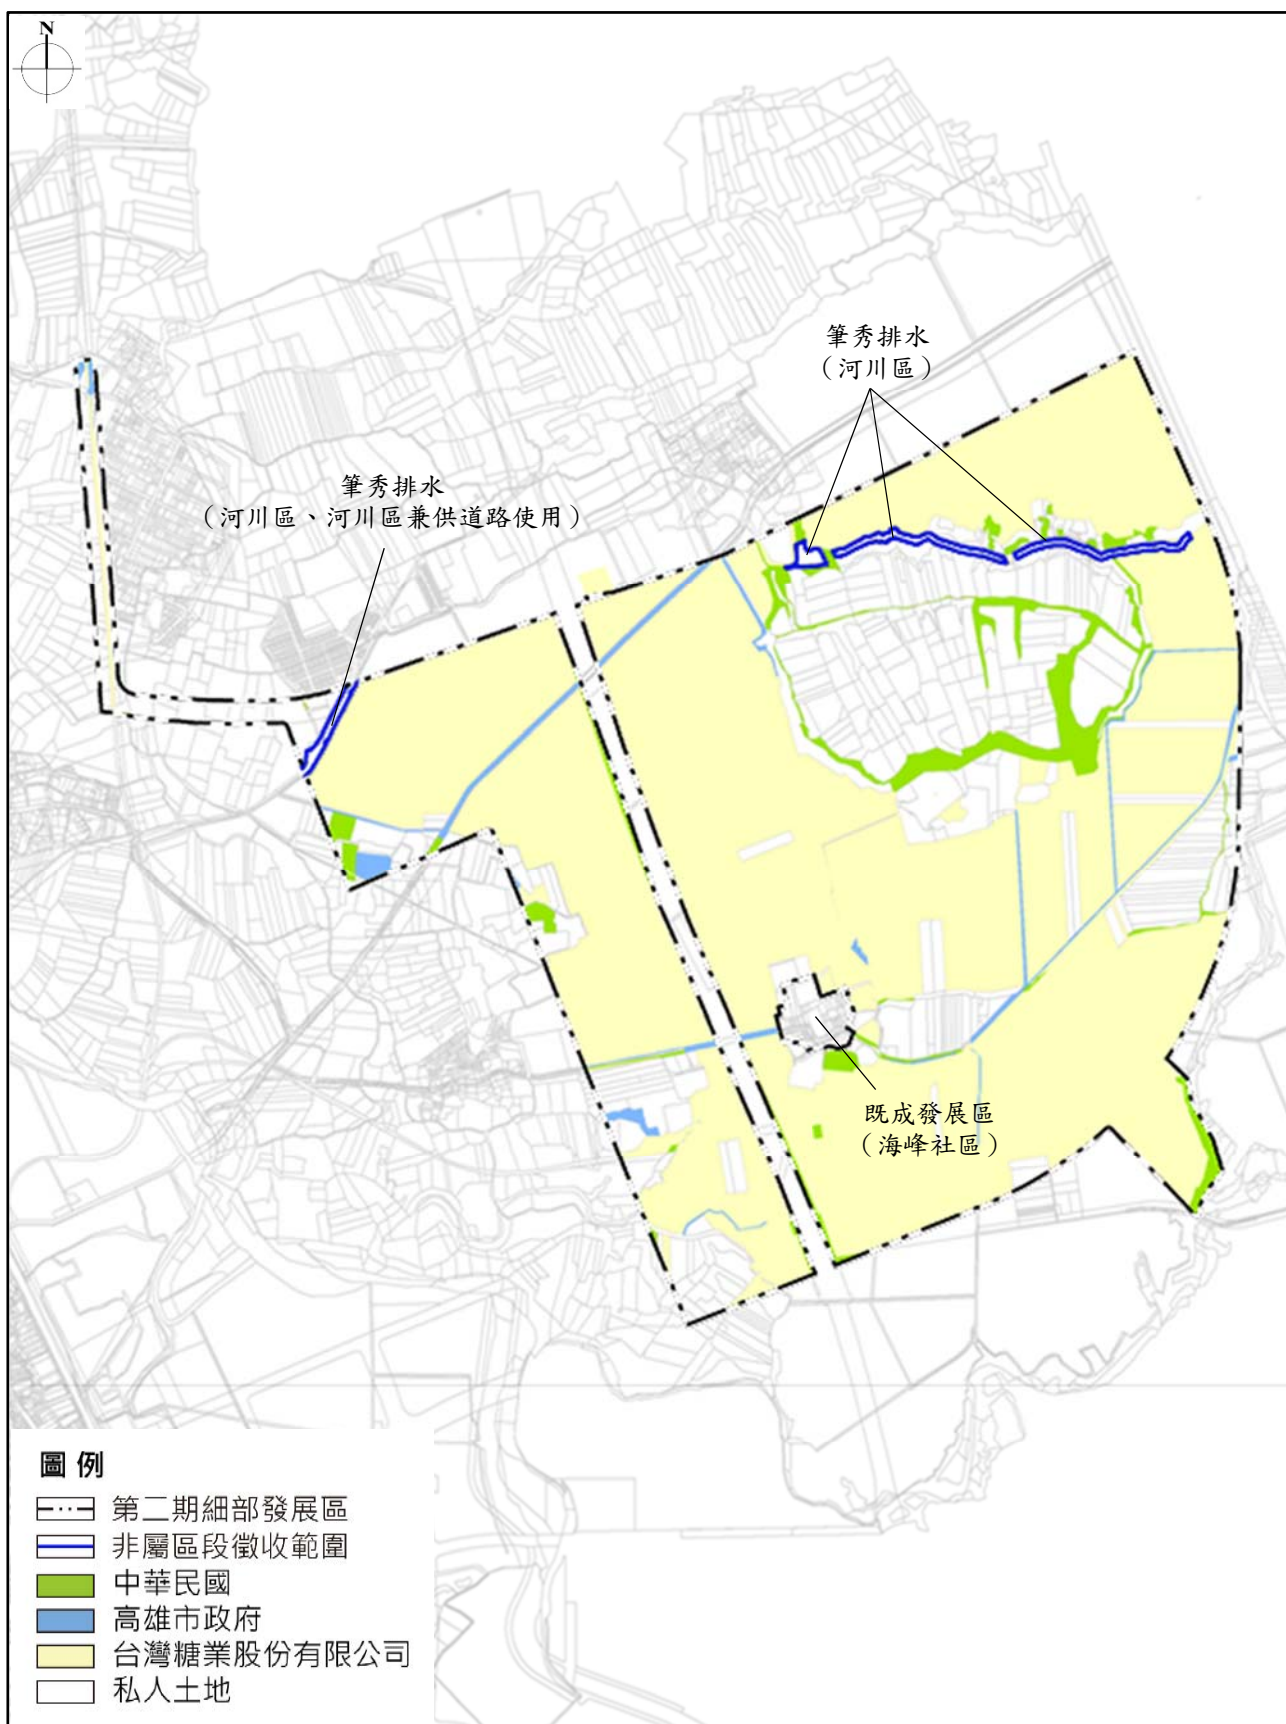 N
筆秀排水
（河川區）
筆秀排水
（河川區、河川區兼供道路使用）
既成發展區
（海峰社區）
圖例
第二期細部發展區
非屬區段徵收範圍
中華民國
高雄市政府
台灣糖業股份有限公司
私人土地